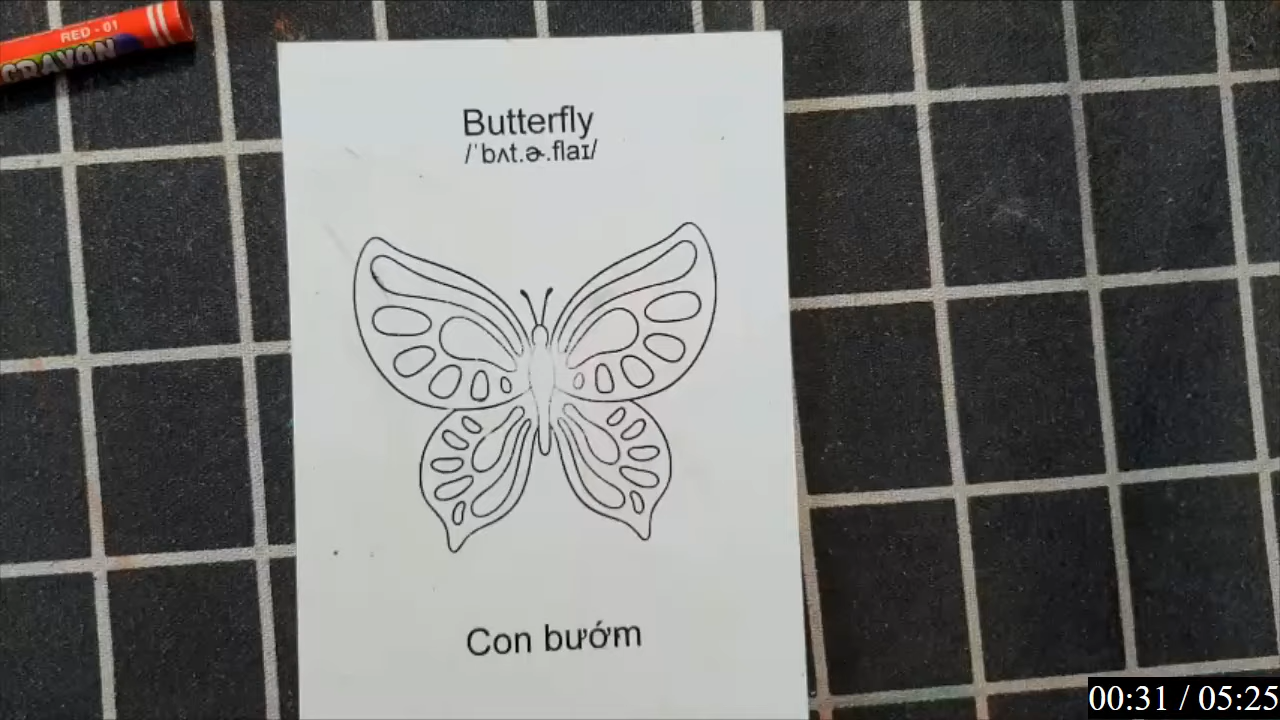 RED - 01
CRAYON
Butterfly
/ˈbʌt.ɚ.flaɪ/
Con bướm
00:31 / 05:25